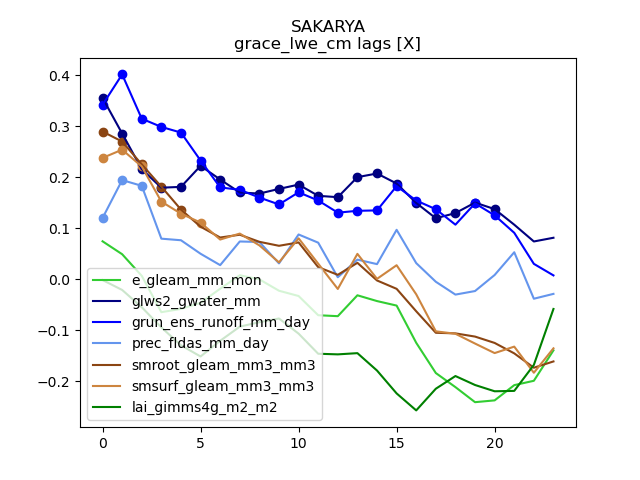 SAKARYA
grace_lwe_cm lags [X]
0.4
0.3
0.2
0.1
0.0
−0.1
−0.2
e_gleam_mm_mon
glws2_gwater_mm
grun_ens_runoff_mm_day
prec_fldas_mm_day
smroot_gleam_mm3_mm3
smsurf_gleam_mm3_mm3
lai_gimms4g_m2_m2
0 5 10 15 20